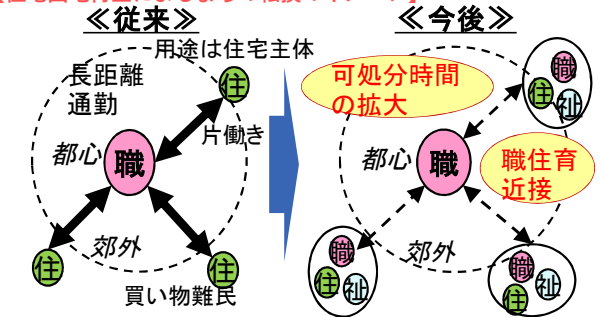 ≪従来≫
用途は住宅主体
長距離
通勤
住
片働き
都心
職
郊外
住
住
買い物難民
≪今後≫
可処分時間
の拡大
職
住
祉
都心
職
職住育
近接
郊外
職
住
祉
職
住
祉